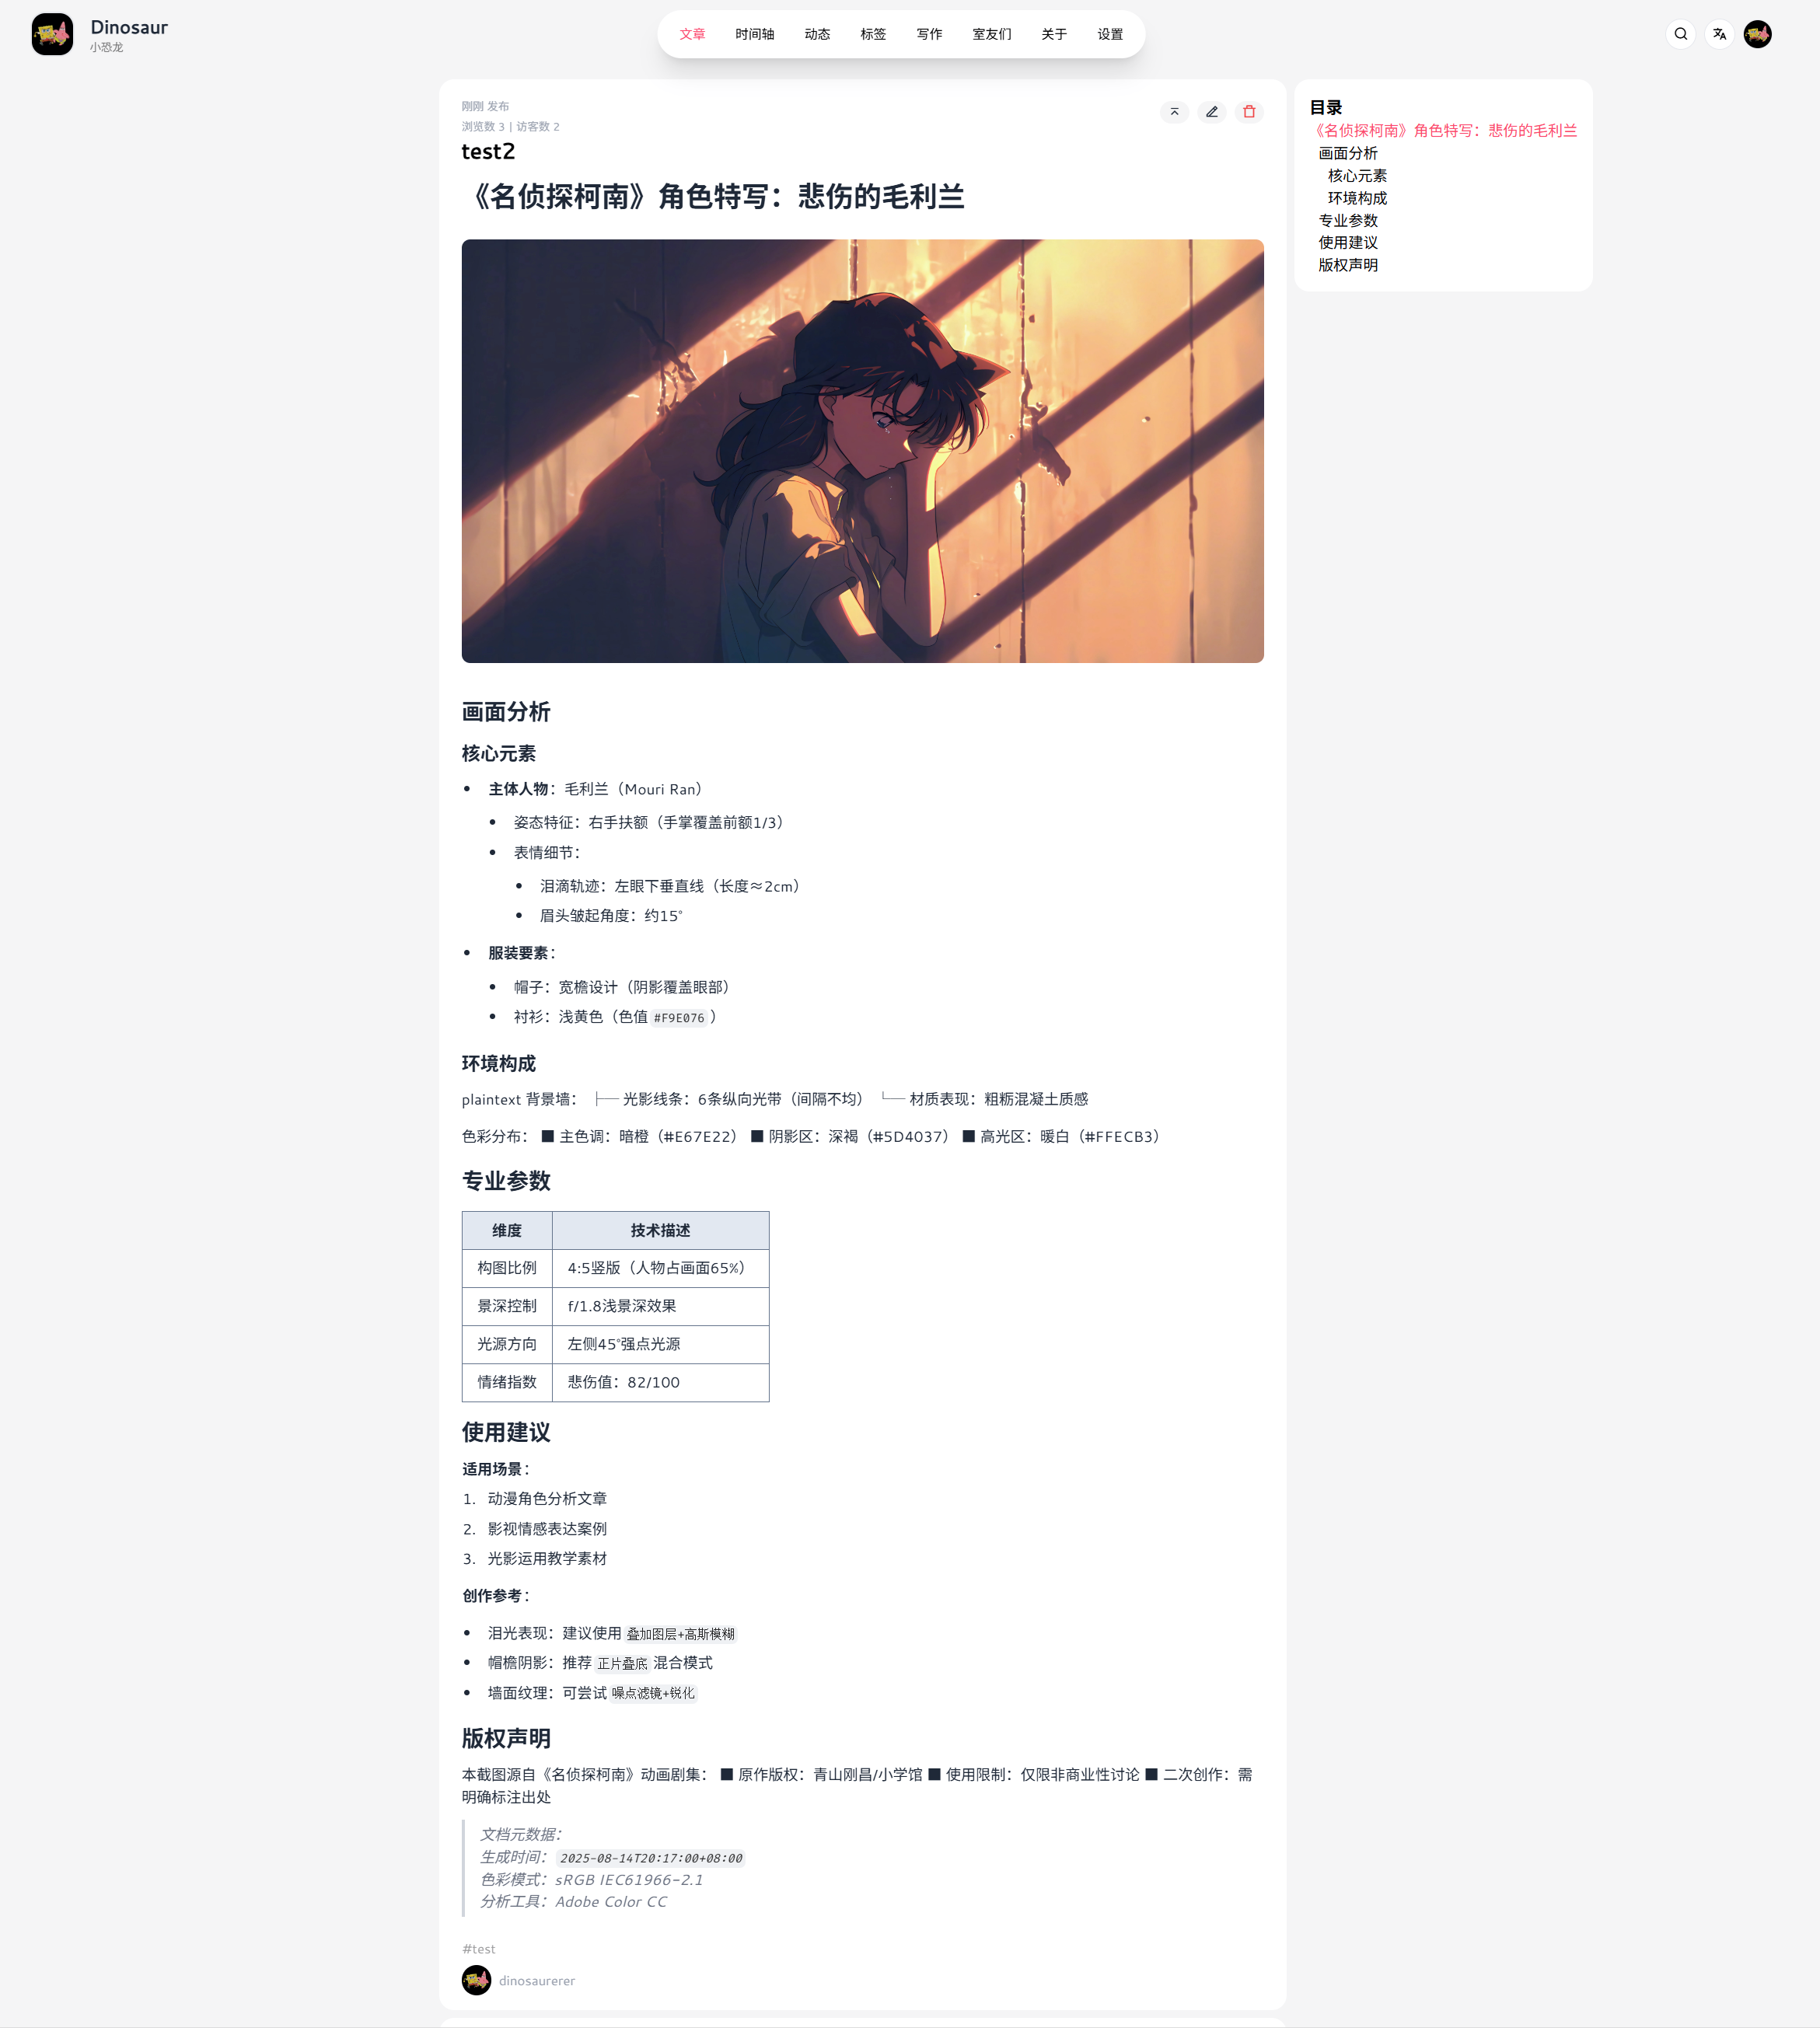 Dinosaur
小恐龙
文章 时间轴 动态 标签 写作 室友们 关于 设置
刚刚 发布
浏览数 3 | 访客数 2
test2
《名侦探柯南》角色特写：悲伤的毛利兰
画面分析
核心元素
• 主体人物：毛利兰（Mouri Ran）
• 姿态特征：右手扶额（手掌覆盖前额1/3）
• 表情细节：
• 泪滴轨迹：左眼下垂直线（长度≈2cm）
• 眉头皱起角度：约15°
• 服装要素：
• 帽子：宽檐设计（阴影覆盖眼部）
• 衬衫：浅黄色（色值 #F9E076 ）
环境构成
plaintext 背景墙： ├── 光影线条：6条纵向光带（间隔不均） └── 材质表现：粗粝混凝土质感
色彩分布： ■ 主色调：暗橙（#E67E22） ■ 阴影区：深褐（#5D4037） ■ 高光区：暖白（#FFECB3）
专业参数
维度 技术描述
构图比例 4:5竖版（人物占画面65%）
景深控制 f/1.8浅景深效果
光源方向 左侧45°强点光源
情绪指数 悲伤值：82/100
使用建议
适用场景：
1. 动漫角色分析文章
2. 影视情感表达案例
3. 光影运用教学素材
创作参考：
• 泪光表现：建议使用 叠加图层+高斯模糊
• 帽檐阴影：推荐 正片叠底 混合模式
• 墙面纹理：可尝试 噪点滤镜+锐化
版权声明
本截图源自《名侦探柯南》动画剧集： ■ 原作版权：青山刚昌/小学馆 ■ 使用限制：仅限非商业性讨论 ■ 二次创作：需
明确标注出处
文档元数据：
生成时间： 2025-08-14T20:17:00+08:00
色彩模式：sRGB IEC61966-2.1
分析工具：Adobe Color CC
#test
dinosaurerer
目录
《名侦探柯南》角色特写：悲伤的毛利兰
画面分析
核心元素
环境构成
专业参数
使用建议
版权声明